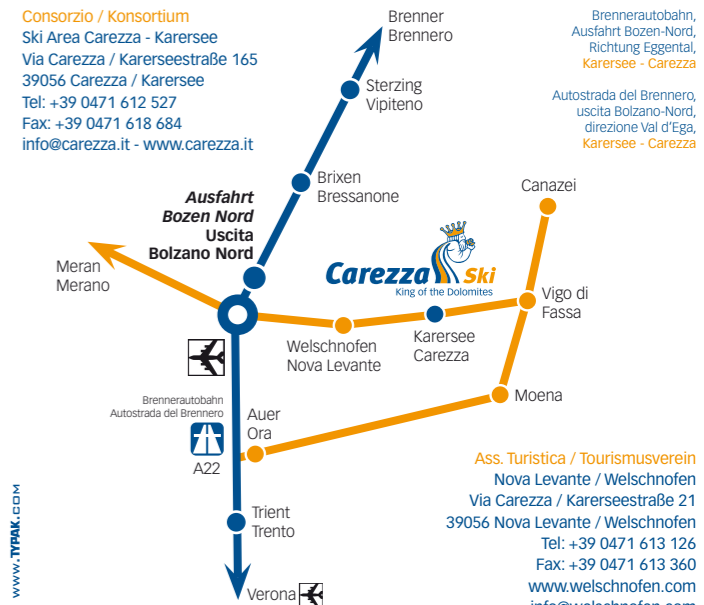 Consorzio / Konsortium
Ski Area Carezza - Karersee
Via Carezza / Karerseestraße 165
39056 Carezza / Karersee
Tel: +39 0471 612 527
Fax: +39 0471 618 684
info@carezza.it - www.carezza.it
Brenner
Brennero
Brennerautobahn,
Ausfahrt Bozen-Nord,
Richtung Eggental,
Karersee - Carezza
Autostrada del Brennero,
uscita Bolzano-Nord,
direzione Val d'Ega,
Karersee - Carezza
Sterzing
Vipiteno
Brixen
Bressanone
Ausfahrt
Bozen Nord
Uscita
Bolzano Nord
Canazei
Meran
Merano
Carezza Ski
King of the Dolomites
Vigo di
Fassa
Welschnofen
Nova Levante
Karersee
Carezza
Moena
Brennerautobahn
Autostrada del Brennero
A22
Auer
Ora
Trient
Trento
Verona
Ass. Turistica / Tourismusverein
Nova Levante / Welschnofen
Via Carezza / Karerseestraße 21
39056 Nova Levante / Welschnofen
Tel: +39 0471 613 126
Fax: +39 0471 613 360
www.welschnofen.com
info@welschnofen.com
www.TYPAK.com